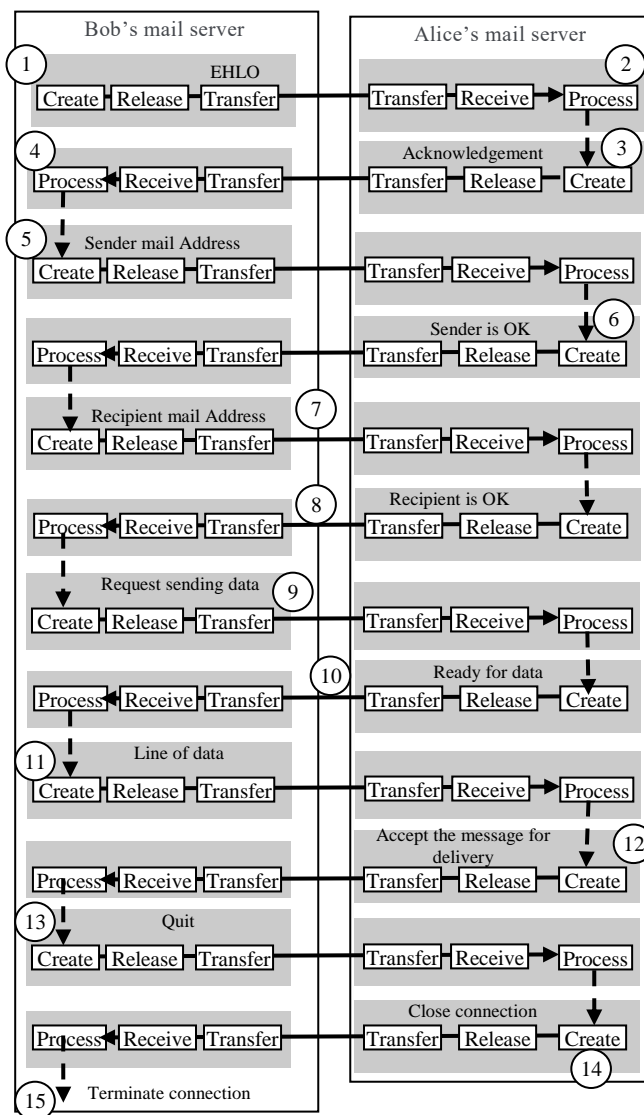 Bob's mail server
Alice's mail server
1
EHLO
2
Create Release Transfer
Transfer Receive Process
4
Acknowledgement
3
Process Receive Transfer
Transfer Release Create
5
Sender mail Address
Create Release Transfer
Transfer Receive Process
Sender is OK
6
Process Receive Transfer
Transfer Release Create
Recipient mail Address
7
Create Release Transfer
Transfer Receive Process
8
Recipient is OK
Process Receive Transfer
Transfer Release Create
Request sending data
9
Create Release Transfer
Transfer Receive Process
10
Ready for data
Process Receive Transfer
Transfer Release Create
11
Line of data
Create Release Transfer
Transfer Receive Process
Accept the message for
delivery
12
Process Receive Transfer
Transfer Release Create
13
Quit
Create Release Transfer
Transfer Receive Process
Close connection
Process Receive Transfer
Transfer Release Create
14
15
Terminate connection